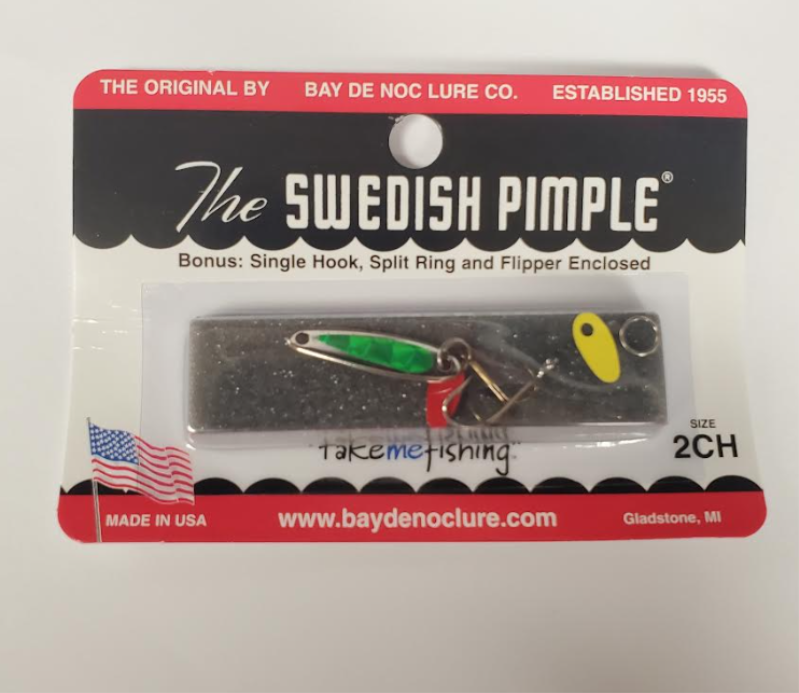 THE ORIGINAL BY BAY DE NOC LURE CO. ESTABLISHED 1955
The SWEDISH PIMPLE®
Bonus: Single Hook, Split Ring and Flipper Enclosed
SIZE
2CH
takemefishing™
MADE IN USA www.baydenoclure.com Gladstone, MI